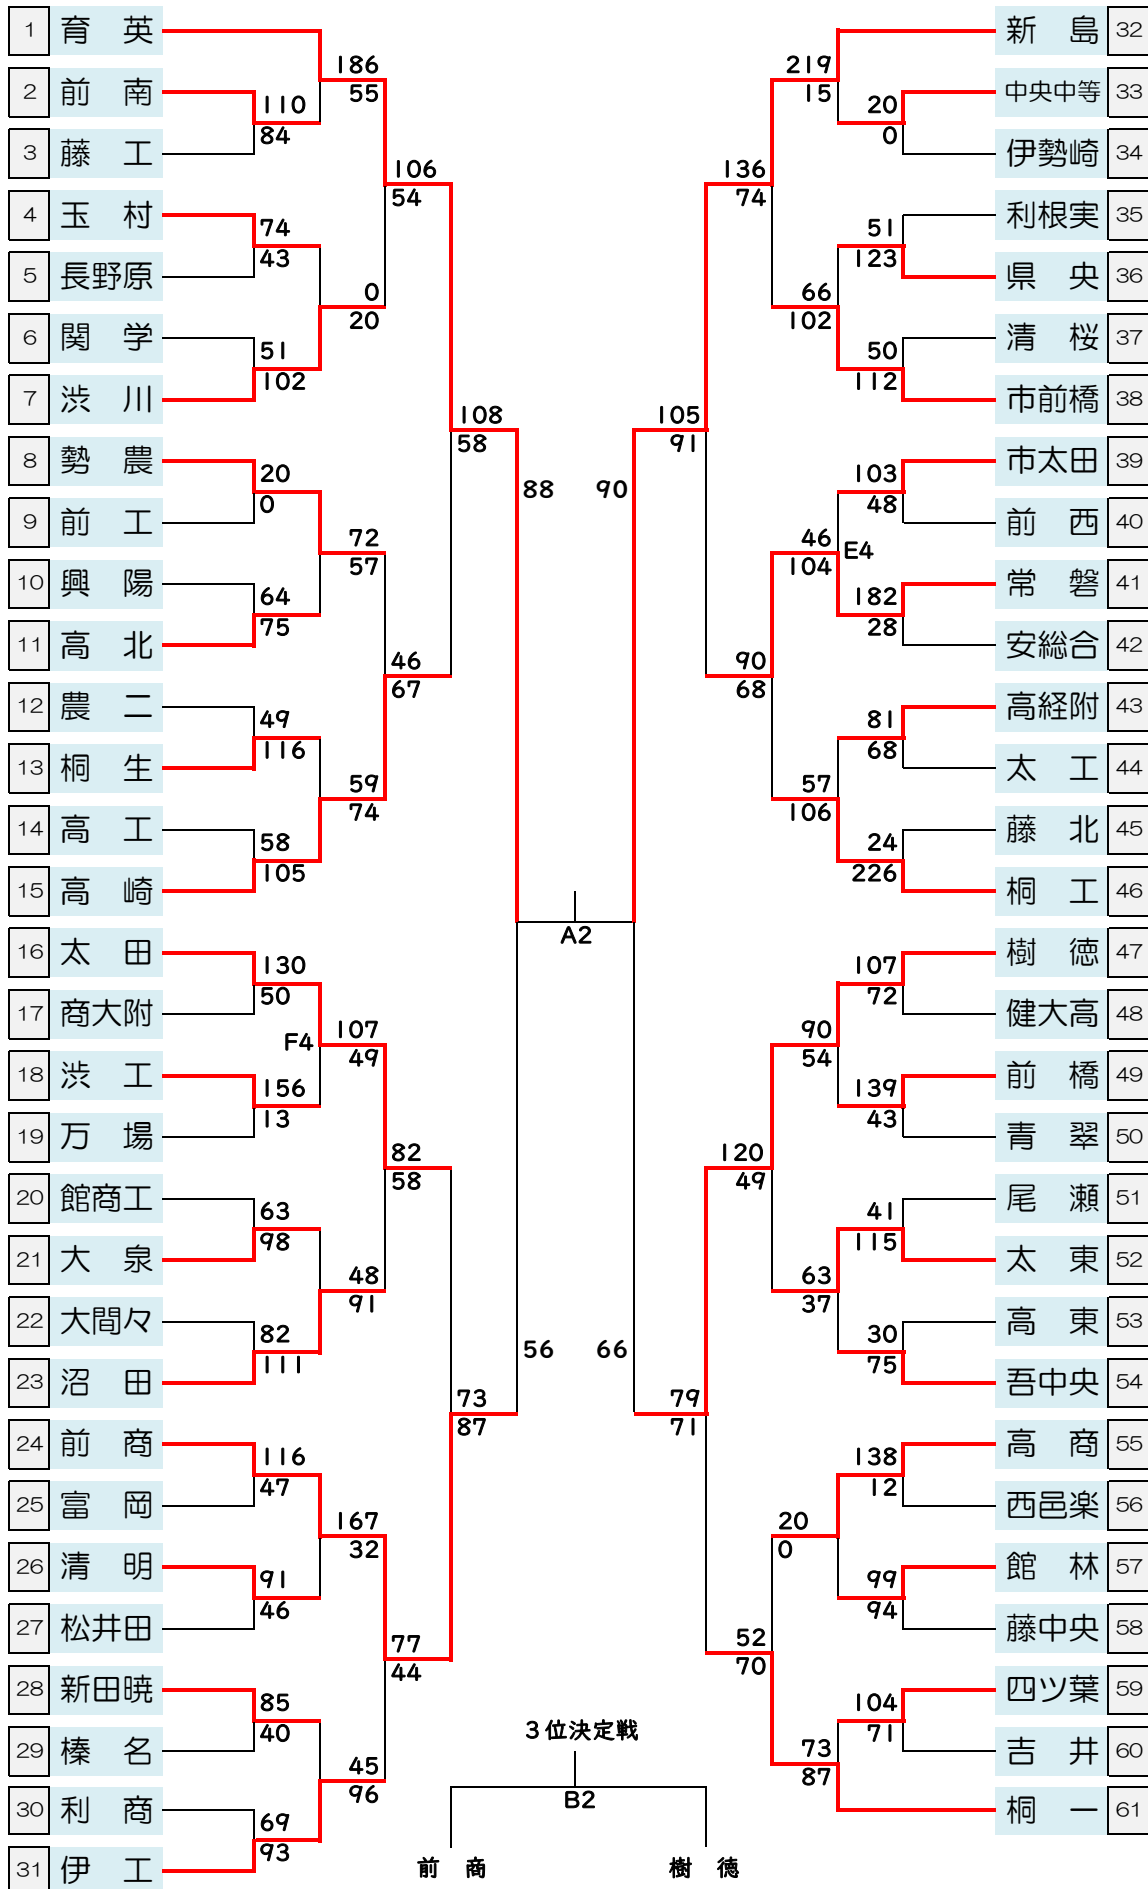 1 育 英
2 前 南
3 藤 工
4 玉 村
5 長野原
6 関 学
7 渋 川
8 勢 農
9 前 工
10 興 陽
11 高 北
12 農 二
13 桐 生
14 高 工
15 高 崎
16 太 田
17 商大附
18 渋 工
19 万 場
20 館商工
21 大 泉
22 大間々
23 沼 田
24 前 商
25 富 岡
26 清 明
27 松井田
28 新田暁
29 榛 名
30 利 商
31 伊 工
110
84
74
43
51
102
20
0
64
75
49
116
58
105
130
50
156
13
63
98
82
111
116
47
91
46
85
40
69
93
186
55
0
20
72
57
59
74
F4
107
49
48
91
167
32
45
96
106
54
46
67
82
58
77
44
108
58
73
87
88
56
A2
90
66
105
91
79
71
136
74
90
68
120
49
52
70
219
15
66
102
46
104
E4
57
106
90
54
63
37
20
0
73
87
20
0
51
123
50
112
103
48
182
28
81
68
24
226
107
72
139
43
41
115
30
75
138
12
99
94
104
71
新 島 32
中央中等 33
伊勢崎 34
利根実 35
県 央 36
清 桜 37
市前橋 38
市太田 39
前 西 40
常 磐 41
安総合 42
高経附 43
太 工 44
藤 北 45
桐 工 46
樹 徳 47
健大高 48
前 橋 49
青 翠 50
尾 瀬 51
太 東 52
高 東 53
吾中央 54
高 商 55
西邑楽 56
館 林 57
藤中央 58
四ツ葉 59
吉 井 60
桐 一 61
3位決定戦
B2
前 商
樹 徳